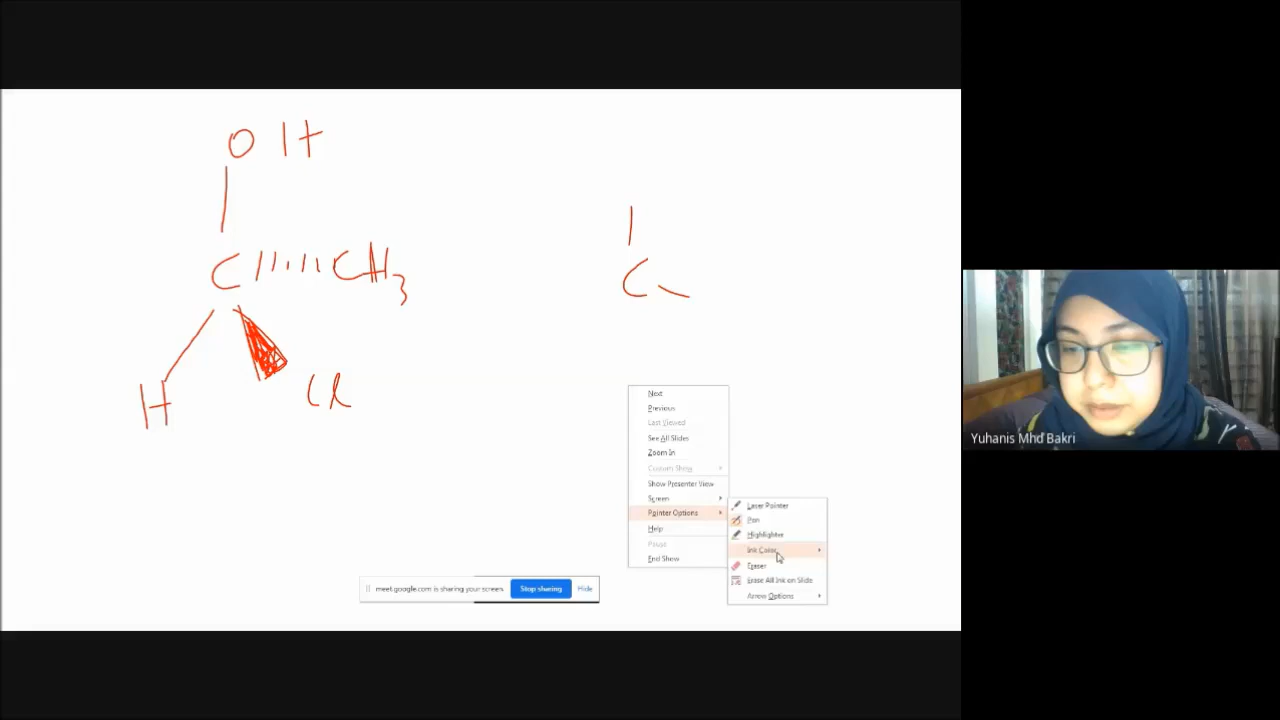 OH
C CH3
H Cl
C
Next
Previous
Last Viewed
See All Slides
Zoom In
Custom Show
Show Presenter View
Screen
Pointer Options
Help
Pause
End Show
Laser Pointer
Pen
Highlighter
Ink Color
Eraser
Erase All Ink on Slide
Arrow Options
meet.google.com is sharing your screen. Stop sharing Hide
Yuhanis Mhd Bakri